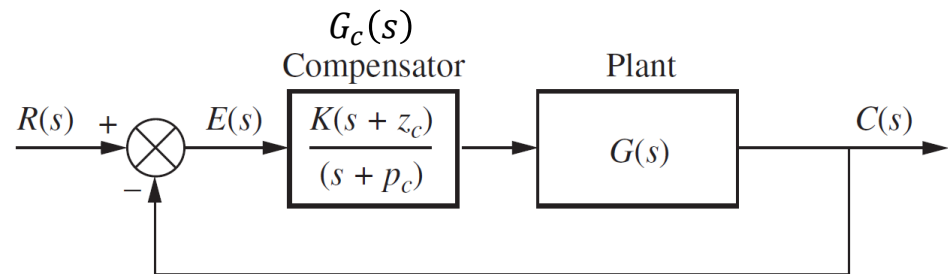 G_c(s)
Compensator
Plant
R(s)
+
−
E(s)
K(s + z_c)
(s + p_c)
G(s)
C(s)